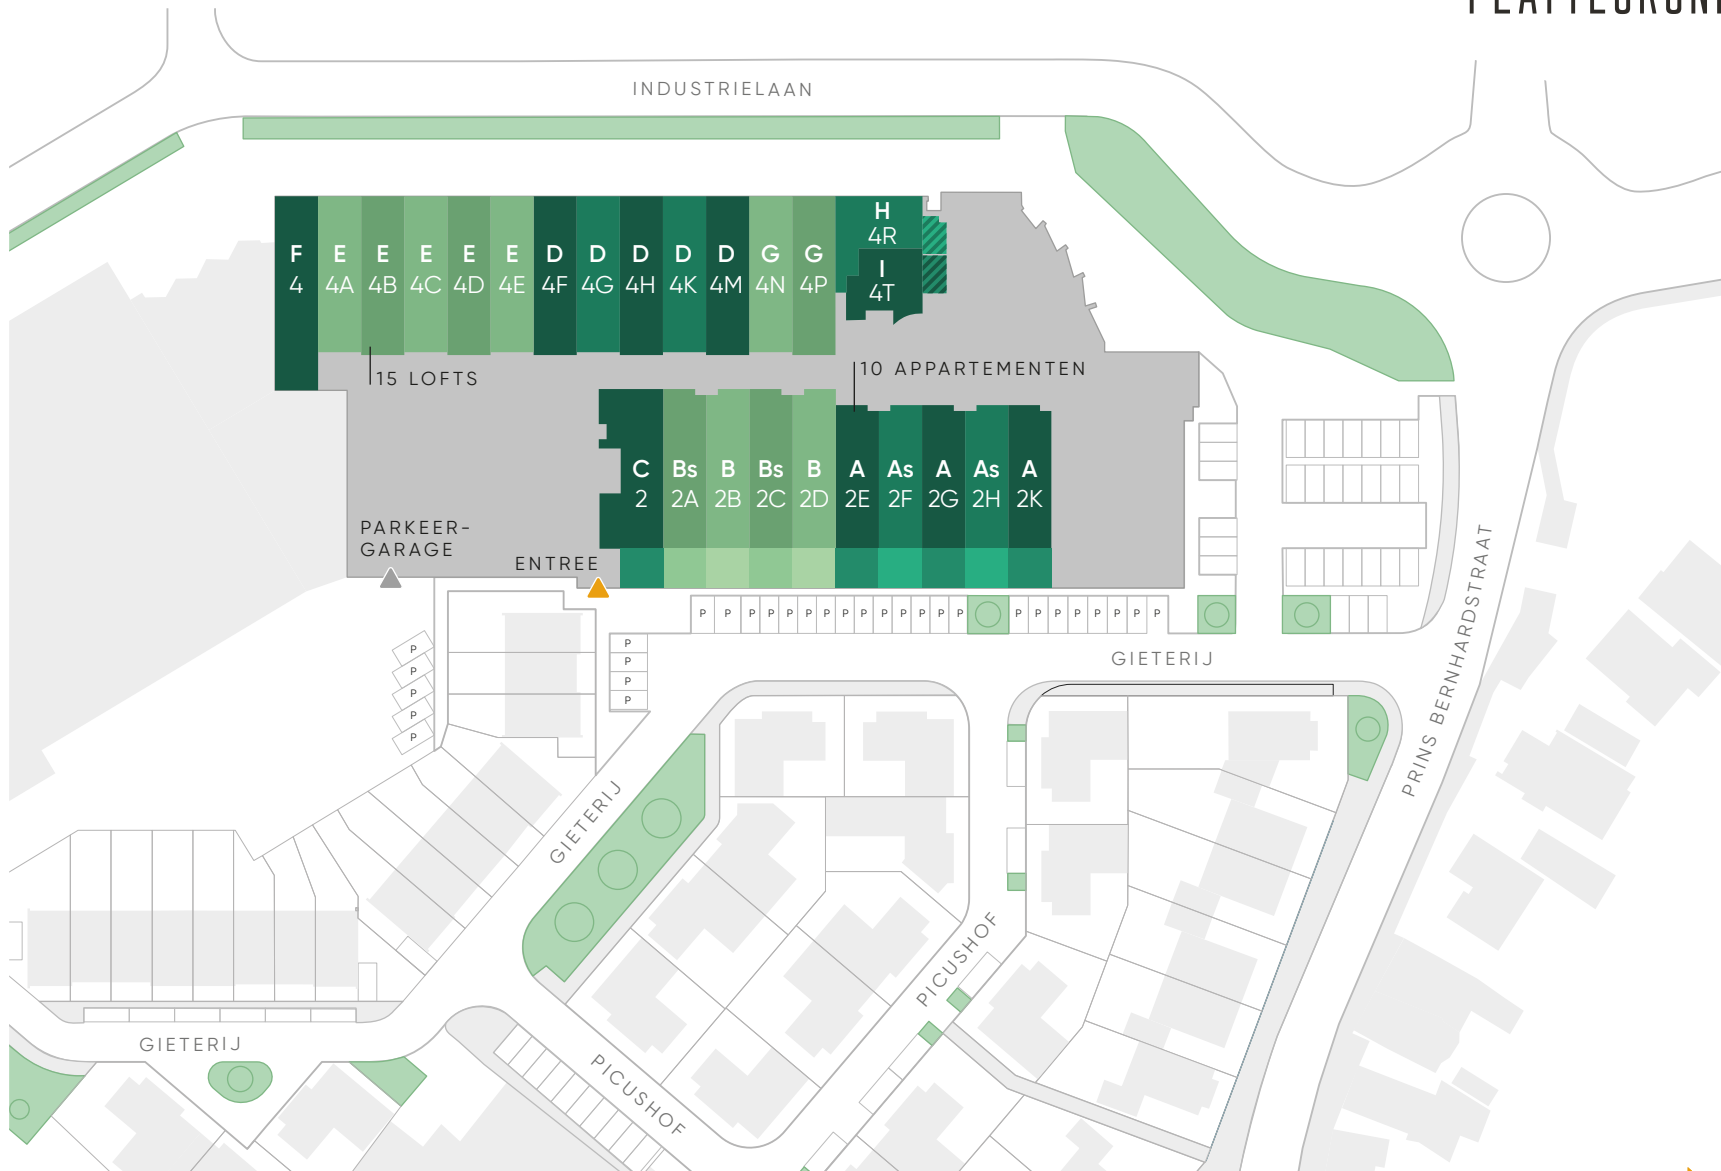 INDUSTRIELAAN
F E E E E E D D D D D G G H
4 4A 4B 4C 4D 4E 4F 4G 4H 4K 4M 4N 4P 4R
I
4T
15 LOFTS
10 APPARTEMENTEN
C Bs B Bs B A As A As A
2 2A 2B 2C 2D 2E 2F 2G 2H 2K
PARKEER-
GARAGE
ENTREE
P P P P P P P P P P P P P P P P P P P P P
P
P
P
P
P
P
P
P
P
GIETERIJ
PRINS BERNHARDSTRAAT
GIETERIJ
PICUSHOF
GIETERIJ
PICUSHOF